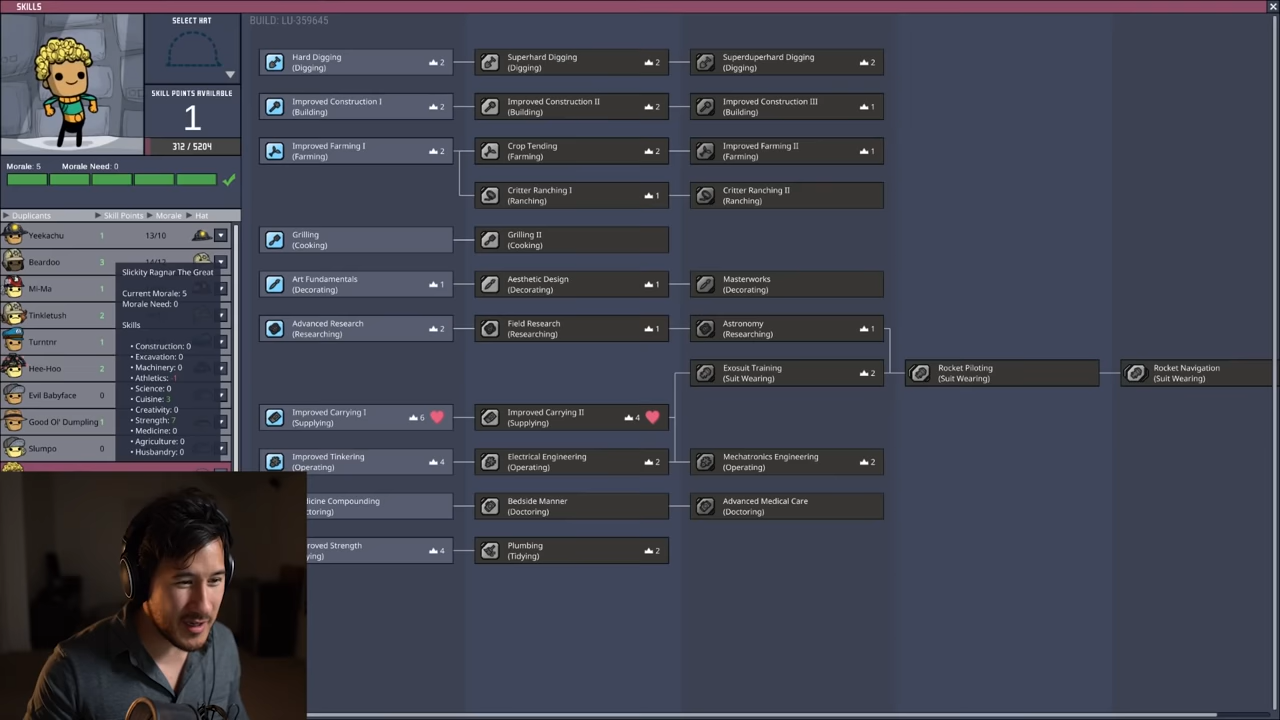 SKILLS
SELECT HAT
SKILL POINTS AVAILABLE
1
312 / 5204
Morale: 5 Morale Need: 0
Duplicants Skill Points Morale Hat
Yeekachu 1 13/10
Beardoo 3
Mi-Ma 1
Tinkletush 2
Turntnr 1
Hee-Hoo 2
Evil Babyface 0
Good Ol' Dumpling 1
Slumpo 0
Slickity Ragnar The Great
Current Morale: 5
Morale Need: 0
Skills
• Construction: 0
• Excavation: 0
• Machinery: 0
• Athletics: -1
• Science: 0
• Cuisine: 3
• Creativity: 0
• Strength: 7
• Medicine: 0
• Agriculture: 0
• Husbandry: 0
BUILD: LU-359645
Hard Digging 2
(Digging)
Superhard Digging 2
(Digging)
Superduperhard Digging 2
(Digging)
Improved Construction I 2
(Building)
Improved Construction II 2
(Building)
Improved Construction III 1
(Building)
Improved Farming I 2
(Farming)
Crop Tending 2
(Farming)
Improved Farming II 1
(Farming)
Critter Ranching I 1
(Ranching)
Critter Ranching II
(Ranching)
Grilling
(Cooking)
Grilling II
(Cooking)
Art Fundamentals 1
(Decorating)
Aesthetic Design 1
(Decorating)
Masterworks
(Decorating)
Advanced Research 2
(Researching)
Field Research 1
(Researching)
Astronomy 1
(Researching)
Exosuit Training 2
(Suit Wearing)
Rocket Piloting
(Suit Wearing)
Rocket Navigation
(Suit Wearing)
Improved Carrying I 6
(Supplying)
Improved Carrying II 4
(Supplying)
Improved Tinkering 4
(Operating)
Electrical Engineering 2
(Operating)
Mechatronics Engineering 2
(Operating)
dicine Compounding
toring)
Bedside Manner
(Doctoring)
Advanced Medical Care
(Doctoring)
roved Strength 4
ying)
Plumbing 2
(Tidying)